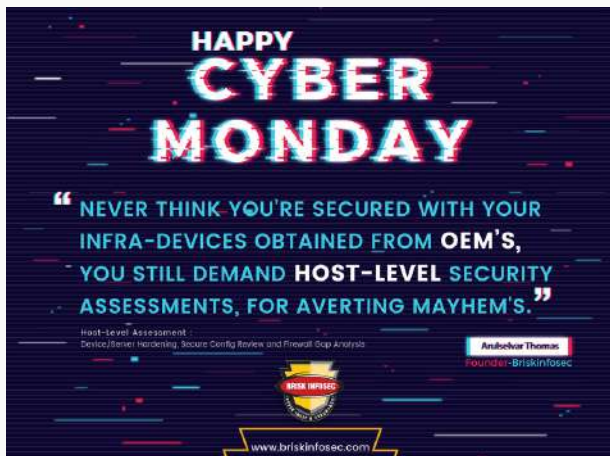 HAPPY
CYBER
MONDAY
“ NEVER THINK YOU'RE SECURED WITH YOUR
INFRA-DEVICES OBTAINED FROM OEM'S,
YOU STILL DEMAND HOST-LEVEL SECURITY
ASSESSMENTS, FOR AVERTING MAYHEM'S. ”
Host-Level Assessment :
Device/Server Hardening, Secure Config Review and Firewall Gap Analysis
Arulselvar Thomas
Founder-Briskinfosec
BRISK INFOSEC
www.briskinfosec.com